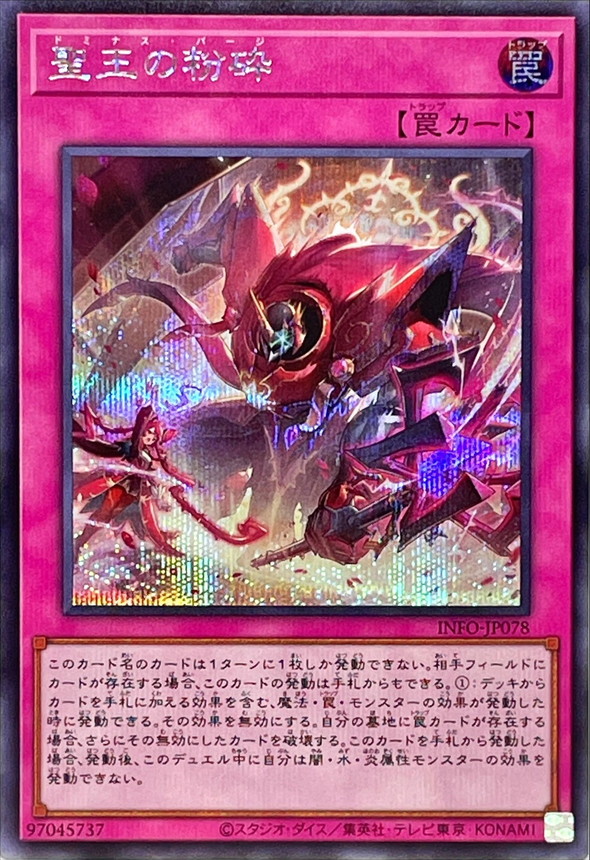 ドミナス・パージ
聖王の粉砕
トラップ
罠
トラップ
【罠カード】
INFO-JP078
このカード名のカードは1ターンに1枚しか発動できない。相手フィールドに
カードが存在する場合、このカードの発動は手札からもできる。①:デッキから
カードを手札に加える効果を含む、魔法・罠・モンスターの効果が発動した
時に発動できる。その効果を無効にする。自分の墓地に罠カードが存在する
場合、さらにその無効にしたカードを破壊する。このカードを手札から発動した
場合、発動後、このデュエル中に自分は闇・水・炎属性モンスターの効果を
発動できない。
97045737
©スタジオ・ダイス/集英社・テレビ東京・KONAMI